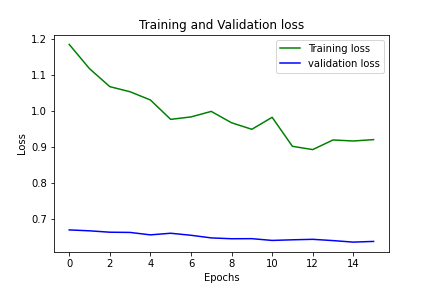 Training and Validation loss
Training loss
validation loss
Loss
1.2
1.1
1.0
0.9
0.8
0.7
0 2 4 6 8 10 12 14
Epochs